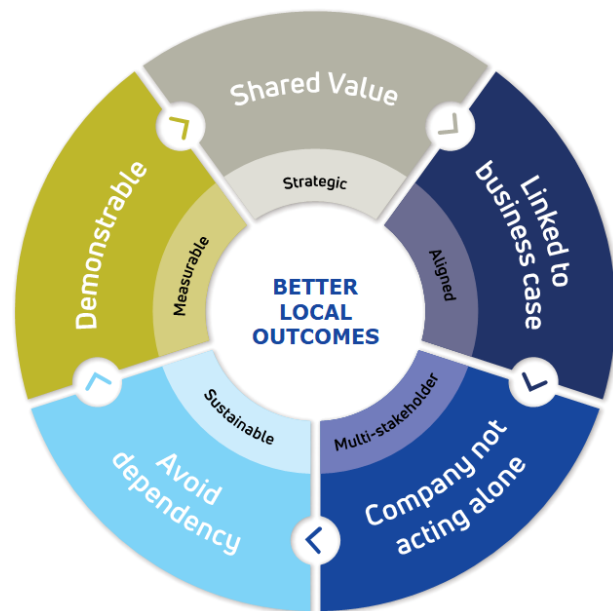 Shared Value
Strategic
Linked to
business case
Aligned
Company not
acting alone
Multi-stakeholder
Avoid
dependency
Sustainable
Demonstrable
Measurable
BETTER
LOCAL
OUTCOMES